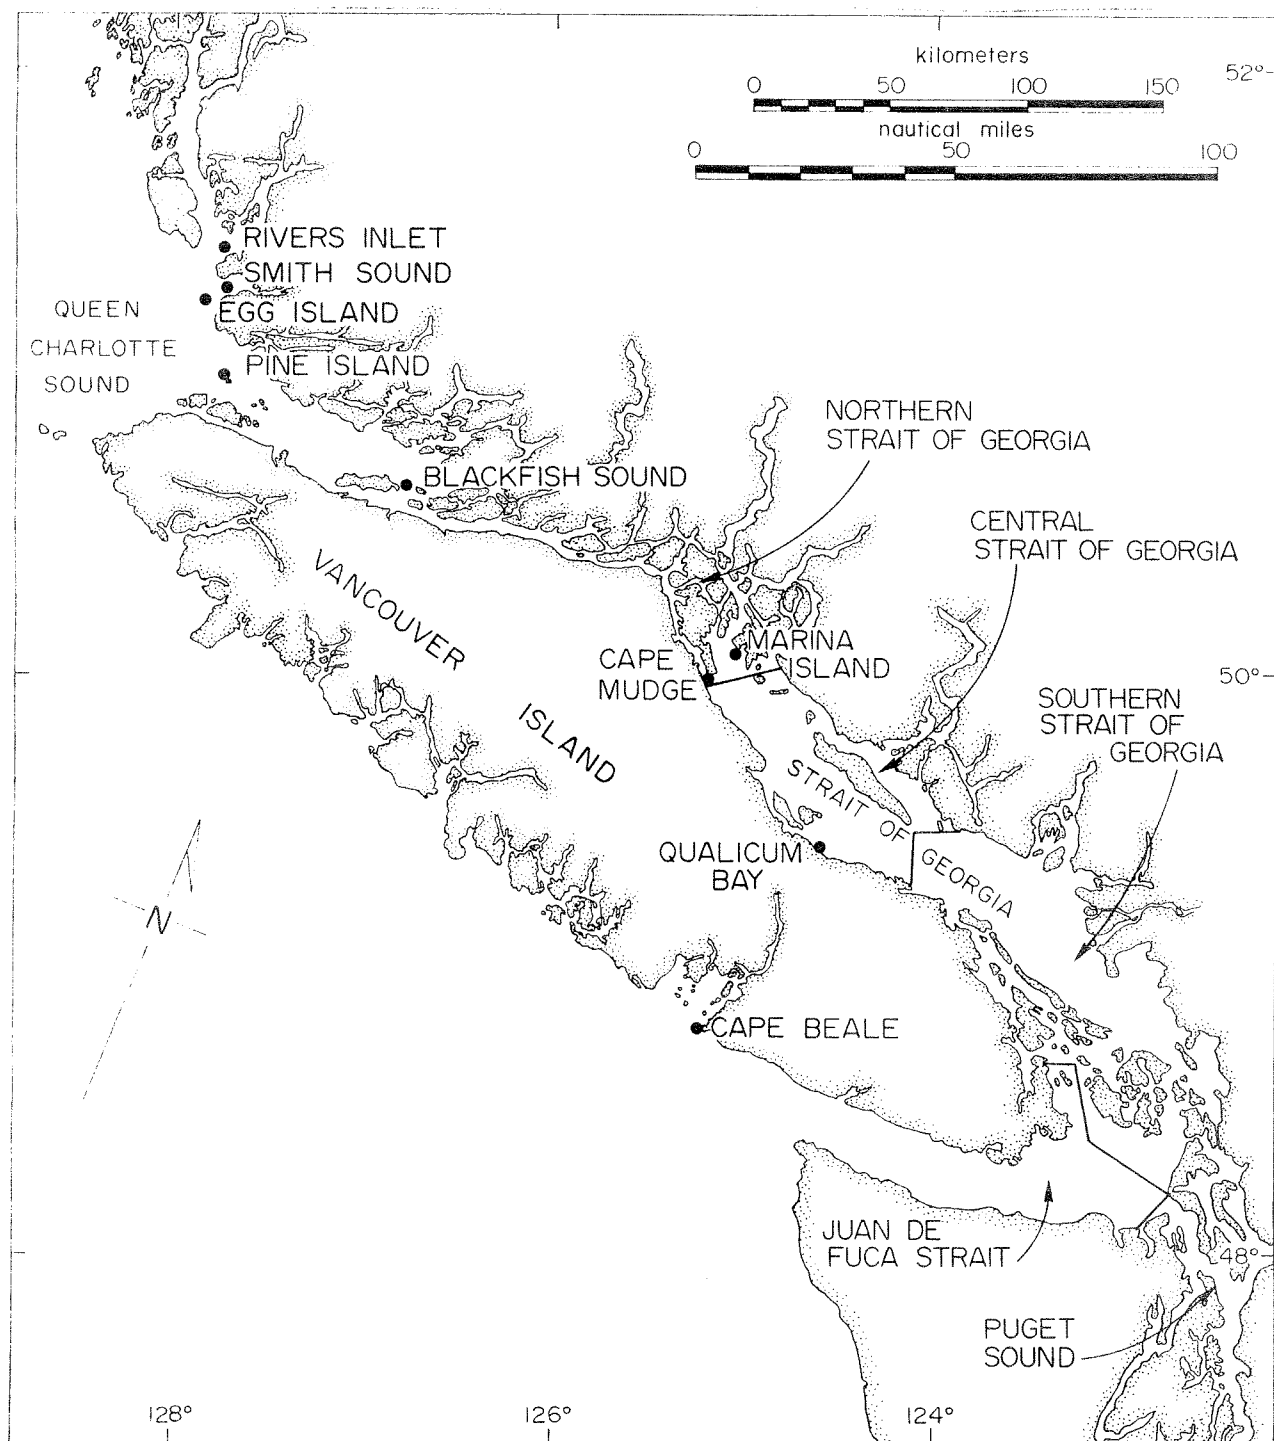 kilometers
0 50 100 150
52°
nautical miles
0 50 100
RIVERS INLET
SMITH SOUND
EGG ISLAND
QUEEN
CHARLOTTE
SOUND
PINE ISLAND
NORTHERN
STRAIT OF GEORGIA
BLACKFISH SOUND
CENTRAL
STRAIT OF GEORGIA
VANCOUVER
ISLAND
MARINA
ISLAND
CAPE
MUDGE
50°
SOUTHERN
STRAIT OF
GEORGIA
STRAIT OF
GEORGIA
QUALICUM
BAY
N
CAPE BEALE
JUAN DE
FUCA STRAIT
48°
PUGET
SOUND
128° 126° 124°